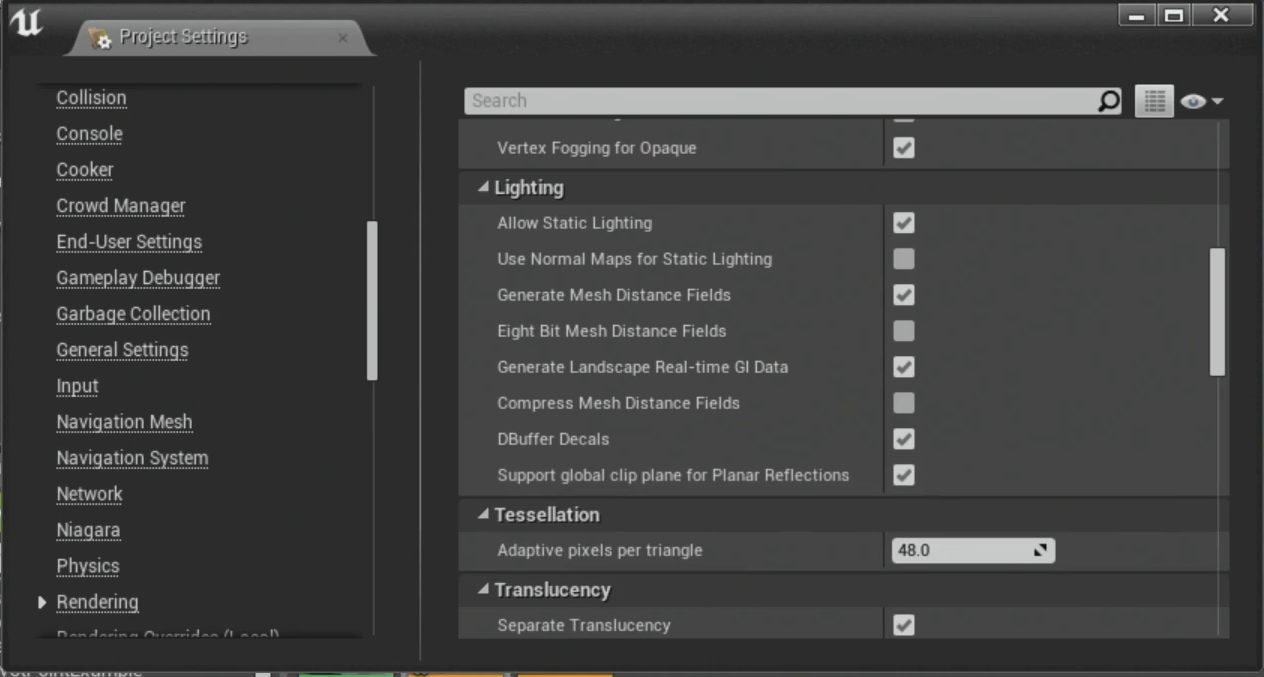 Project Settings
Collision
Console
Cooker
Crowd Manager
End-User Settings
Gameplay Debugger
Garbage Collection
General Settings
Input
Navigation Mesh
Navigation System
Network
Niagara
Physics
Rendering
Rendering Overrides (Local)
Search
Vertex Fogging for Opaque
Lighting
Allow Static Lighting
Use Normal Maps for Static Lighting
Generate Mesh Distance Fields
Eight Bit Mesh Distance Fields
Generate Landscape Real-time GI Data
Compress Mesh Distance Fields
DBuffer Decals
Support global clip plane for Planar Reflections
Tessellation
Adaptive pixels per triangle 48.0
Translucency
Separate Translucency